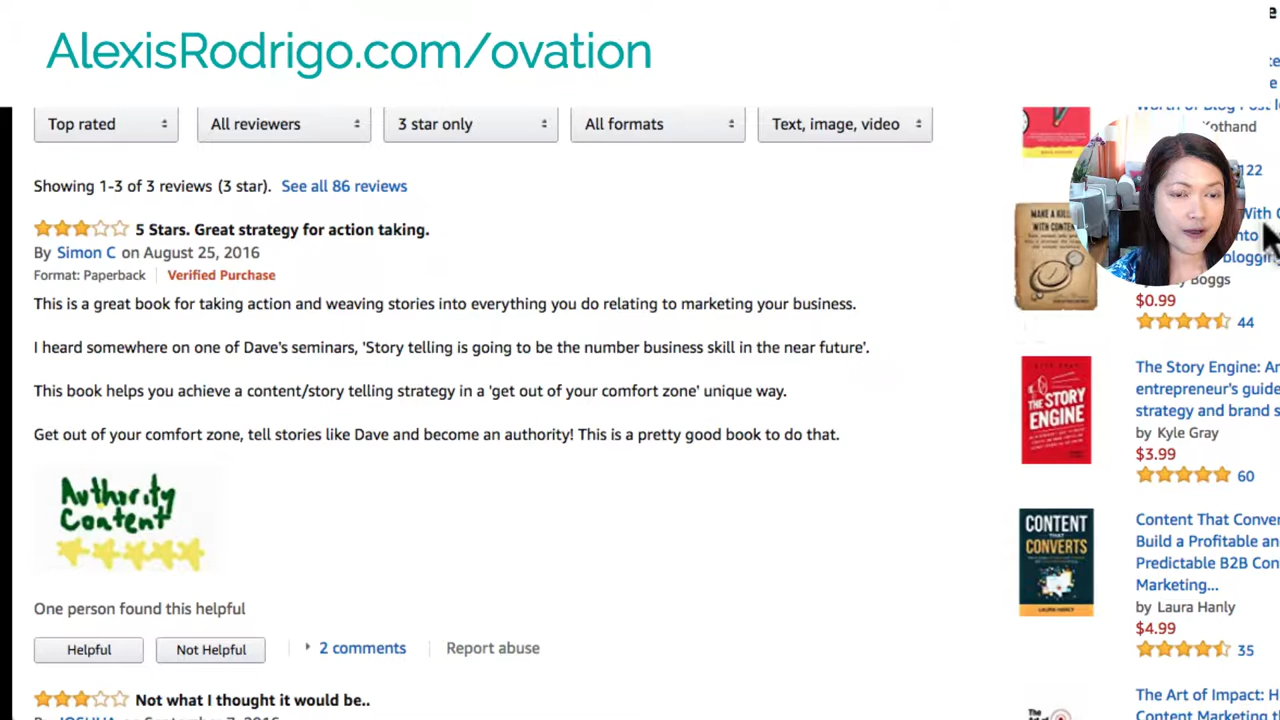 AlexisRodrigo.com/ovation
Top rated
All reviewers
3 star only
All formats
Text, image, video
Showing 1-3 of 3 reviews (3 star). See all 86 reviews
5 Stars. Great strategy for action taking.
By Simon C on August 25, 2016
Format: Paperback Verified Purchase
This is a great book for taking action and weaving stories into everything you do relating to marketing your business.
I heard somewhere on one of Dave's seminars, 'Story telling is going to be the number business skill in the near future'.
This book helps you achieve a content/story telling strategy in a 'get out of your comfort zone' unique way.
Get out of your comfort zone, tell stories like Dave and become an authority! This is a pretty good book to do that.
Authority
Content
One person found this helpful
Helpful
Not Helpful
2 comments
Report abuse
Not what I thought it would be..
Kothand
122
MAKE A KILL
WITH CONTEN
With
Boggs
$0.99
44
THE STORY
ENGINE
The Story Engine: An
entrepreneur's guide
strategy and brand s
by Kyle Gray
$3.99
60
CONTENT
THAT
CONVERTS
LAURA HANLY
Content That Conver
Build a Profitable an
Predictable B2B Con
Marketing...
by Laura Hanly
$4.99
35
The Art of Impact: H
Content Marketing th